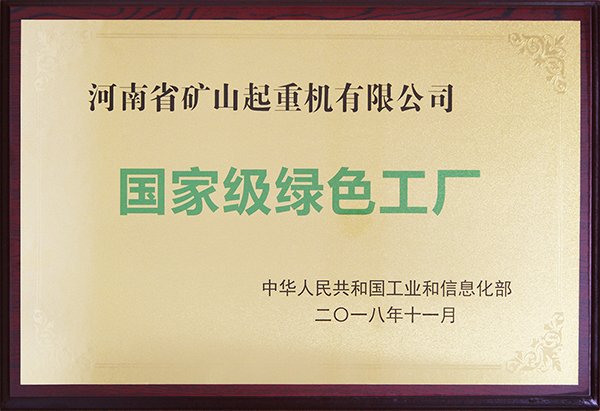 河南省矿山起重机有限公司
国家级绿色工厂
中华人民共和国工业和信息化部
二〇一八年十一月